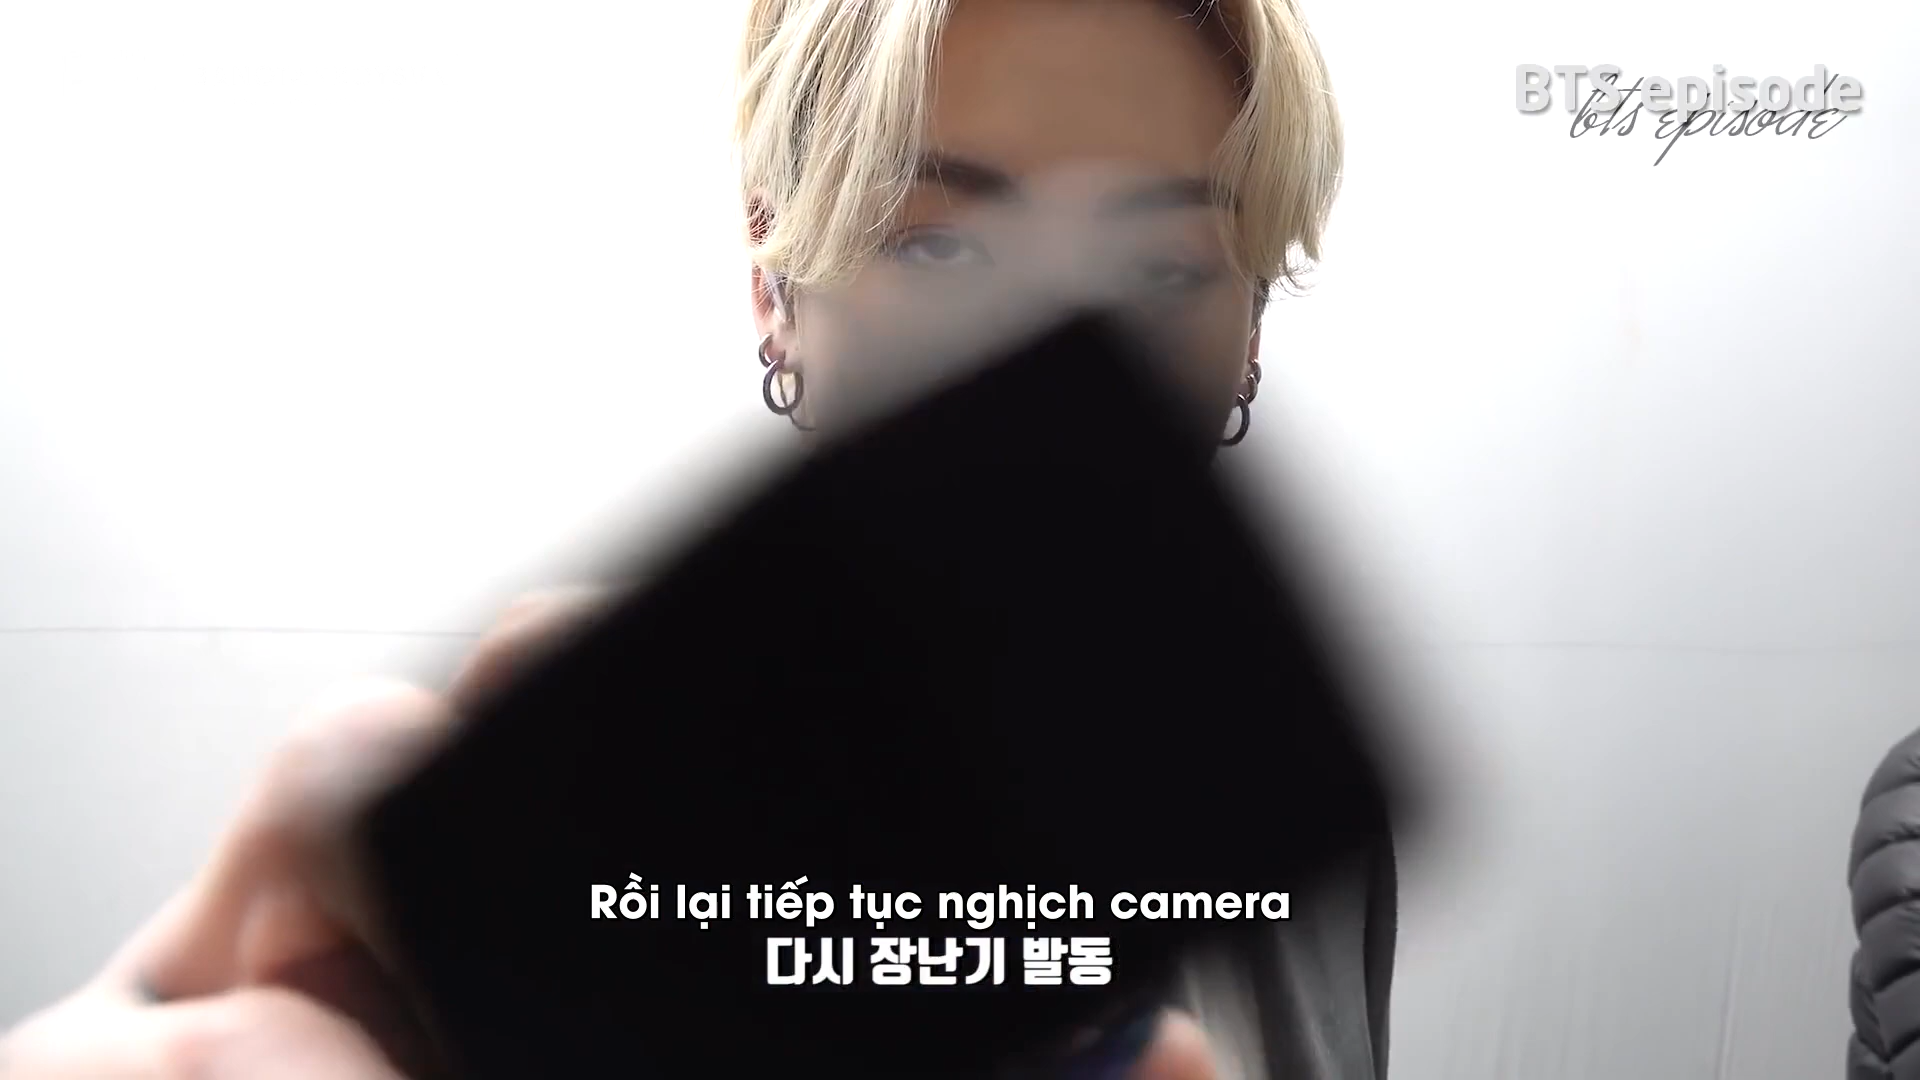 BTS episode
bts episode
Rồi lại tiếp tục nghịch camera
다시 장난기 발동